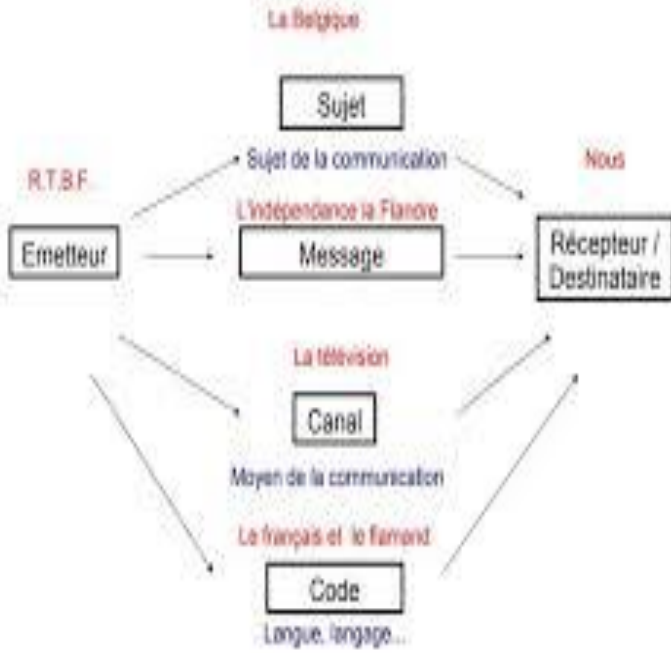 La Belgique
Sujet
Sujet de la communication
R.T.B.F.
Nous
L'indépendance la Flandre
Emetteur
Message
Récepteur /
Destinataire
La télévision
Canal
Moyen de la communication
Le français et le flamand
Code
Langue, langage...